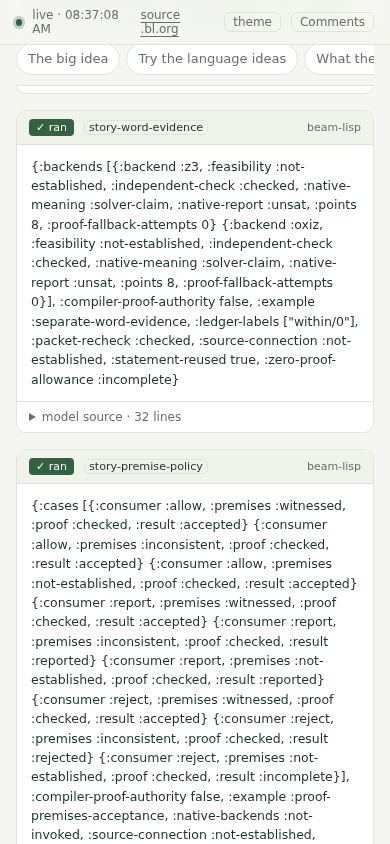 live · 08:37:08 AM
source.bl.org
theme
Comments
The big idea
Try the language ideas
What the
✓ ran
story-word-evidence
beam-lisp
{:backends [{:backend :z3, :feasibility :not-
established, :independent-check :checked, :native-
meaning :solver-claim, :native-report :unsat, :points
8, :proof-fallback-attempts 0} {:backend :oxiz,
:feasibility :not-established, :independent-check
:checked, :native-meaning :solver-claim, :native-
report :unsat, :points 8, :proof-fallback-attempts
0}], :compiler-proof-authority false, :example
:separate-word-evidence, :ledger-labels ["within/0"],
:packet-recheck :checked, :source-connection :not-
established, :statement-reused true, :zero-proof-
allowance :incomplete}
▶ model source · 32 lines
✓ ran
story-premise-policy
beam-lisp
{:cases [{:consumer :allow, :premises :witnessed,
:proof :checked, :result :accepted} {:consumer
:allow, :premises :inconsistent, :proof :checked,
:result :accepted} {:consumer :allow, :premises
:not-established, :proof :checked, :result :accepted}
{:consumer :report, :premises :witnessed, :proof
:checked, :result :accepted} {:consumer :report,
:premises :inconsistent, :proof :checked, :result
:reported} {:consumer :report, :premises :not-
established, :proof :checked, :result :reported}
{:consumer :reject, :premises :witnessed, :proof
:checked, :result :accepted} {:consumer :reject,
:premises :inconsistent, :proof :checked, :result
:rejected} {:consumer :reject, :premises :not-
established, :proof :checked, :result :incomplete}],
:compiler-proof-authority false, :example :proof-
premises-acceptance, :native-backends :not-
invoked, :source-connection :not-established,